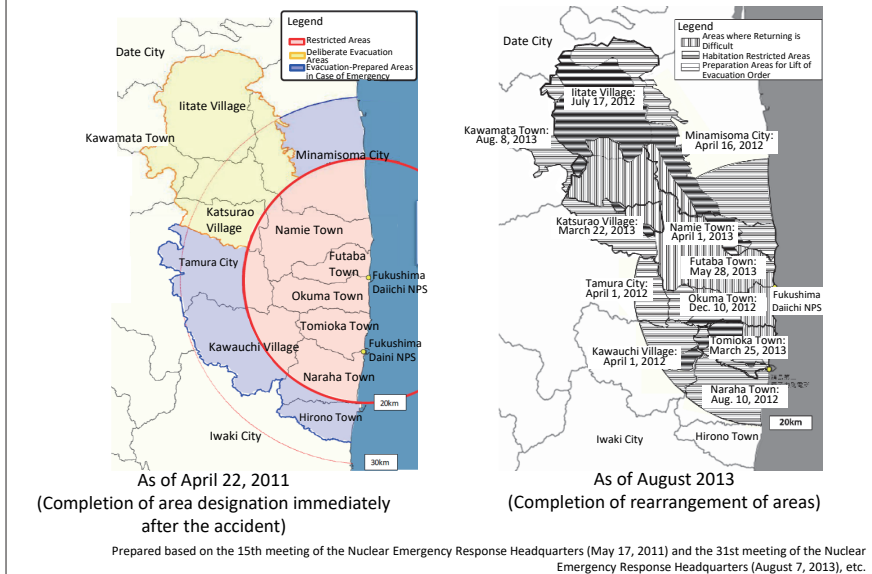 Legend
Restricted Areas
Deliberate Evacuation
Areas
Evacuation-Prepared Areas
in Case of Emergency
Date City
Iitate Village
Kawamata Town
Minamisoma City
Katsurao
Village
Namie Town
Tamura City
Futaba
Town
Fukushima
Daiichi NPS
Okuma Town
Tomioka Town
Kawauchi Village
Fukushima
Daini NPS
Naraha Town
20km
Hirono Town
Iwaki City
30km
As of April 22, 2011
(Completion of area designation immediately
after the accident)
Legend
Areas where Returning is
Difficult
Habitation Restricted Areas
Preparation Areas for Lift of
Evacuation Order
Date City
Iitate Village:
July 17, 2012
Kawamata Town:
Aug. 8, 2013
Minamisoma City:
April 16, 2012
Katsurao Village:
March 22, 2013
Namie Town:
April 1, 2013
Futaba Town:
May 28, 2013
Tamura City:
April 1, 2012
Okuma Town:
Dec. 10, 2012
Fukushima
Daiichi NPS
Tomioka Town:
March 25, 2013
Kawauchi Village:
April 1, 2012
Naraha Town:
Aug. 10, 2012
20km
Iwaki City
Hirono Town
As of August 2013
(Completion of rearrangement of areas)
Prepared based on the 15th meeting of the Nuclear Emergency Response Headquarters (May 17, 2011) and the 31st meeting of the Nuclear
Emergency Response Headquarters (August 7, 2013), etc.